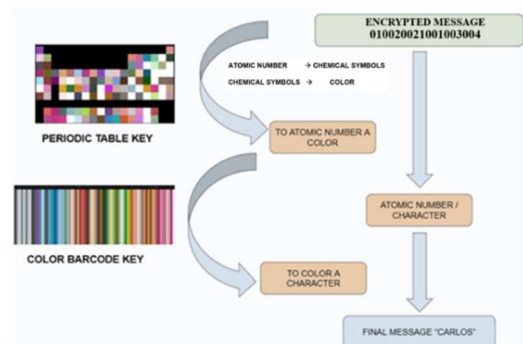 ENCRYPTED MESSAGE
010020021001003004
ATOMIC NUMBER → CHEMICAL SYMBOLS
CHEMICAL SYMBOLS → COLOR
PERIODIC TABLE KEY
TO ATOMIC NUMBER A
COLOR
COLOR BARCODE KEY
ATOMIC NUMBER /
CHARACTER
TO COLOR A
CHARACTER
FINAL MESSAGE "CARLOS"